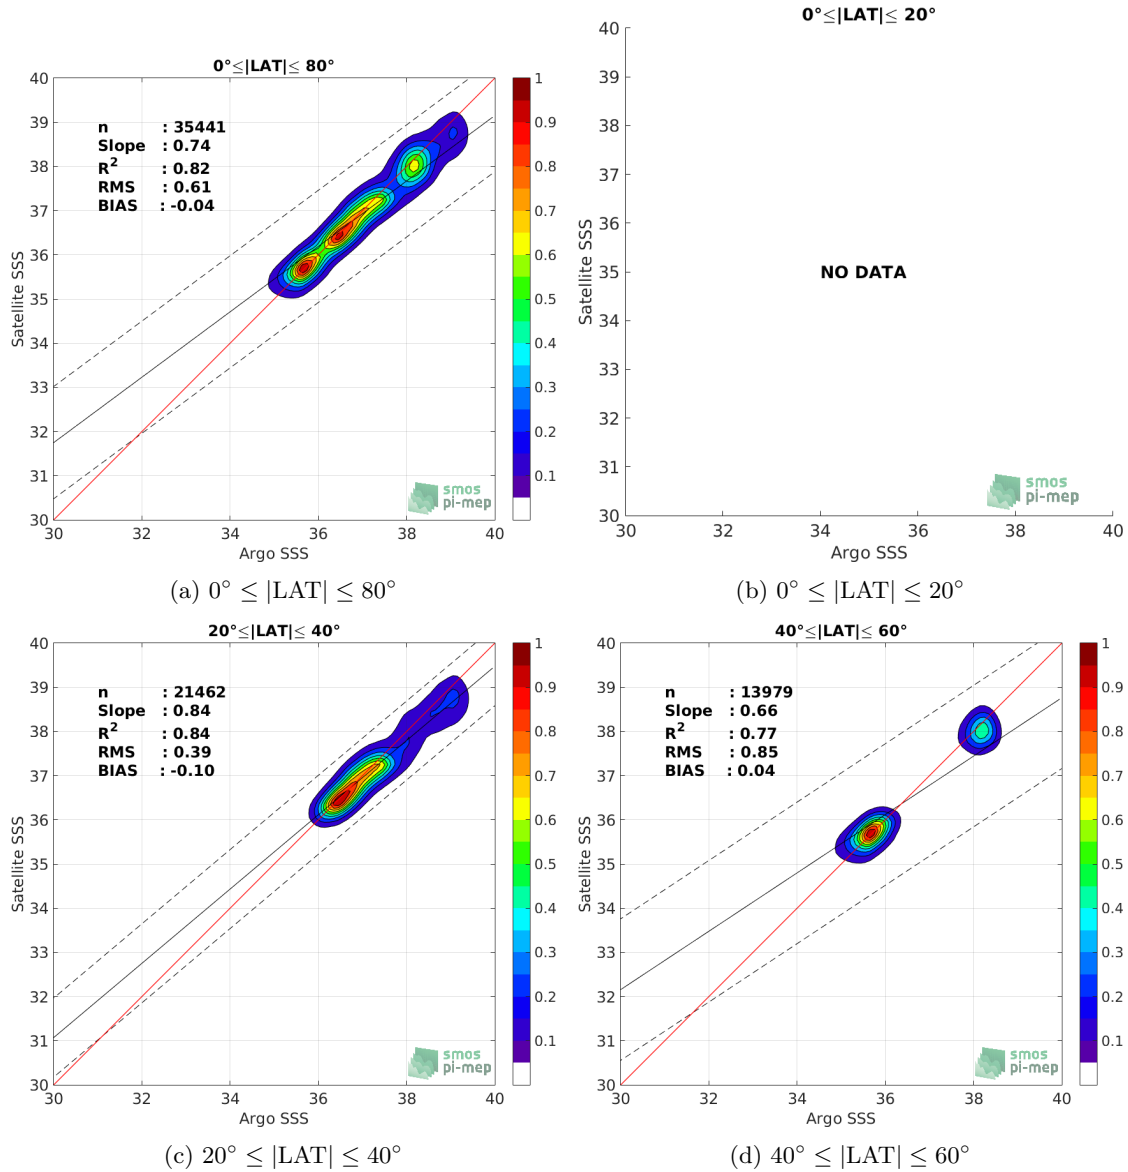 0°≤|LAT|≤ 80°
40
39
38
37
36
35
34
33
32
31
30
Satellite SSS
n : 35441
Slope : 0.74
R² : 0.82
RMS : 0.61
BIAS : -0.04
smos
pi-mep
30 32 34 36 38 40
Argo SSS
1
0.9
0.8
0.7
0.6
0.5
0.4
0.3
0.2
0.1
(a) 0° ≤ |LAT| ≤ 80°
0°≤|LAT|≤ 20°
40
39
38
37
36
35
34
33
32
31
30
Satellite SSS
NO DATA
smos
pi-mep
30 32 34 36 38 40
Argo SSS
(b) 0° ≤ |LAT| ≤ 20°
20°≤|LAT|≤ 40°
40
39
38
37
36
35
34
33
32
31
30
Satellite SSS
n : 21462
Slope : 0.84
R² : 0.84
RMS : 0.39
BIAS : -0.10
smos
pi-mep
30 32 34 36 38 40
Argo SSS
1
0.9
0.8
0.7
0.6
0.5
0.4
0.3
0.2
0.1
(c) 20° ≤ |LAT| ≤ 40°
40°≤|LAT|≤ 60°
40
39
38
37
36
35
34
33
32
31
30
Satellite SSS
n : 13979
Slope : 0.66
R² : 0.77
RMS : 0.85
BIAS : 0.04
smos
pi-mep
30 32 34 36 38 40
Argo SSS
1
0.9
0.8
0.7
0.6
0.5
0.4
0.3
0.2
0.1
(d) 40° ≤ |LAT| ≤ 60°